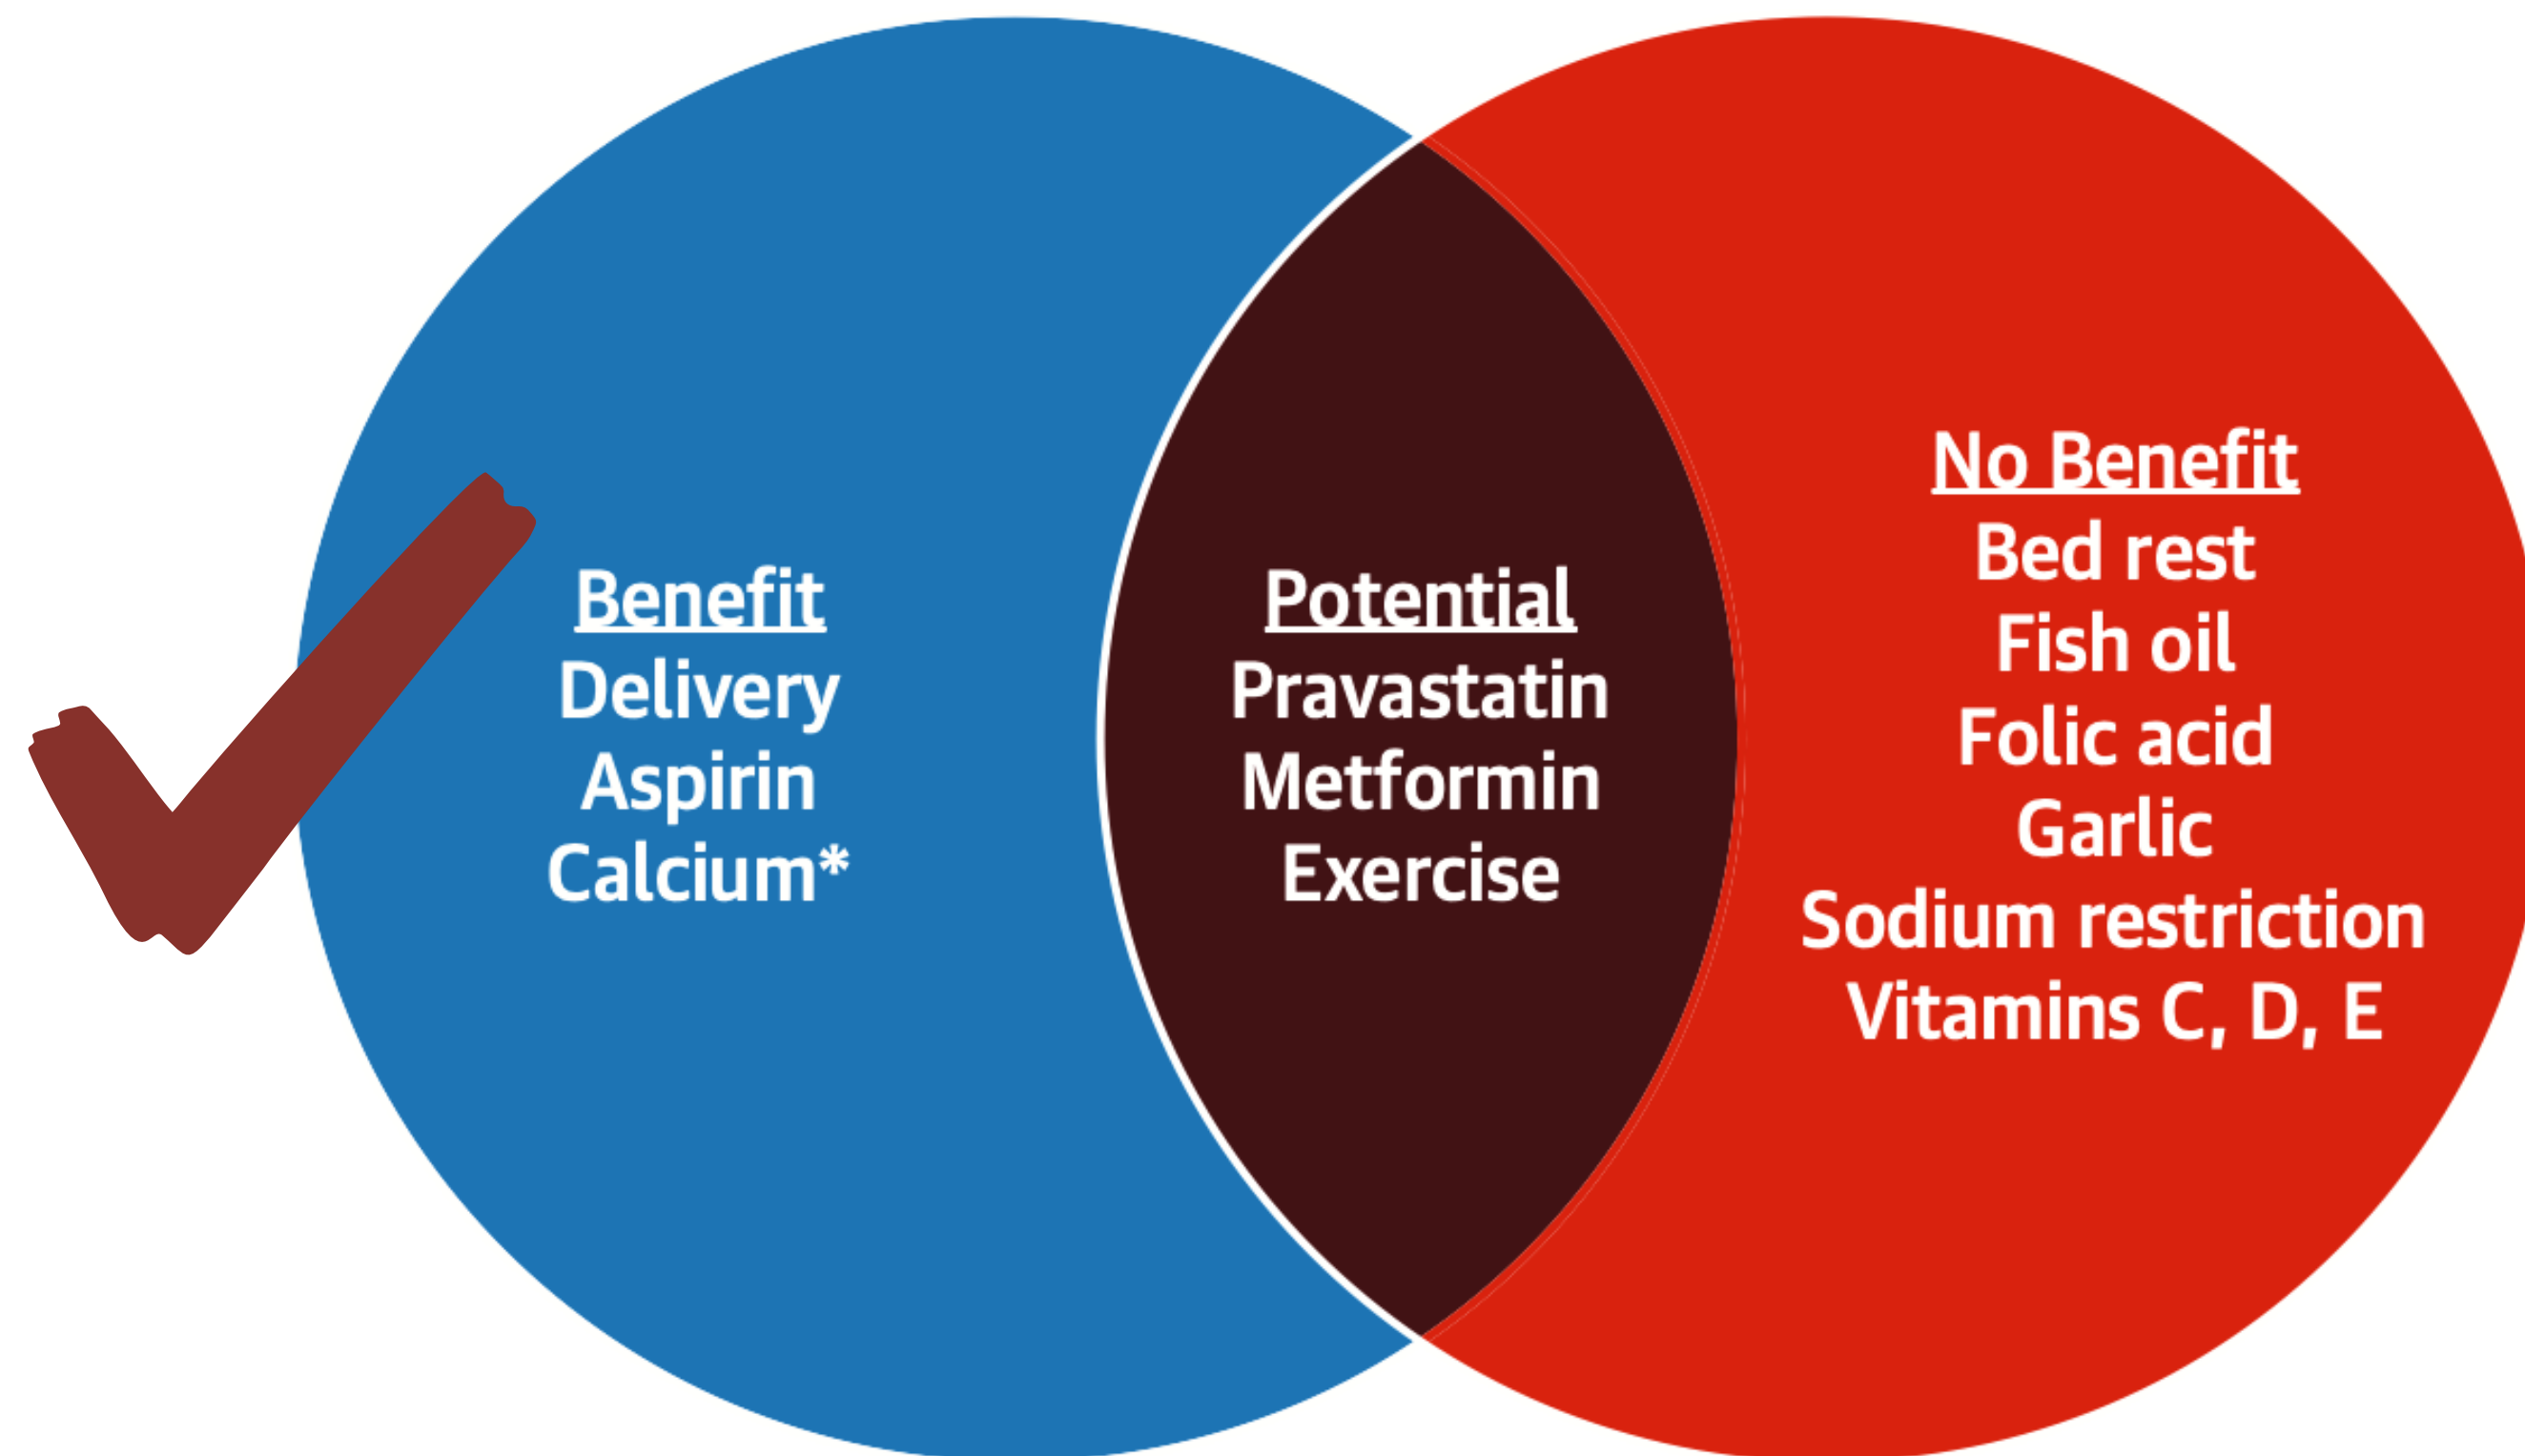 Benefit
Delivery
Aspirin
Calcium*
Potential
Pravastatin
Metformin
Exercise
No Benefit
Bed rest
Fish oil
Folic acid
Garlic
Sodium restriction
Vitamins C, D, E